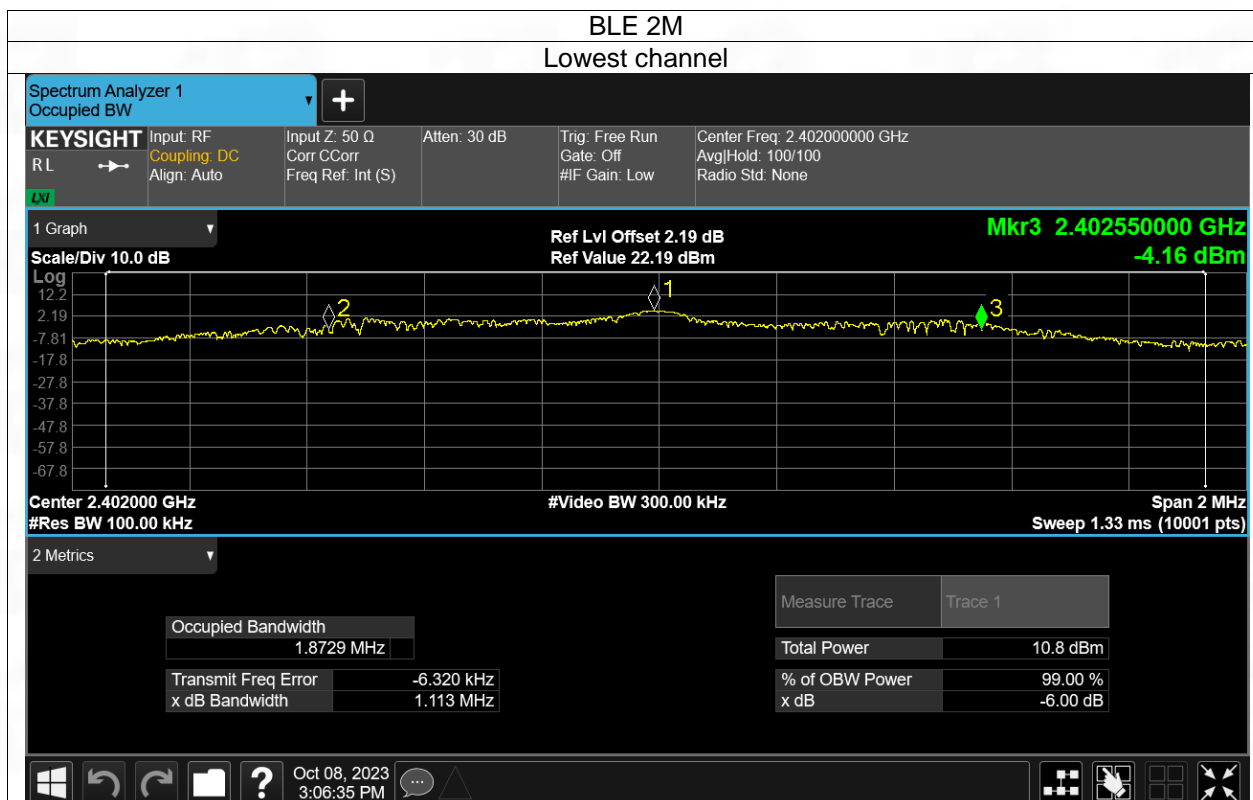 BLE 2M
Lowest channel
Spectrum Analyzer 1
Occupied BW
KEYSIGHT
RL
LXI
Input: RF
Coupling: DC
Align: Auto
Input Z: 50 Ω
Corr CCorr
Freq Ref: Int (S)
Atten: 30 dB
Trig: Free Run
Gate: Off
#IF Gain: Low
Center Freq: 2.402000000 GHz
Avg|Hold: 100/100
Radio Std: None
1 Graph
Scale/Div 10.0 dB
Ref Lvl Offset 2.19 dB
Ref Value 22.19 dBm
Mkr3 2.402550000 GHz
-4.16 dBm
Log
12.2
2.19
-7.81
-17.8
-27.8
-37.8
-47.8
-57.8
-67.8
2
1
3
Center 2.402000 GHz
#Res BW 100.00 kHz
#Video BW 300.00 kHz
Span 2 MHz
Sweep 1.33 ms (10001 pts)
2 Metrics
Occupied Bandwidth
1.8729 MHz
Transmit Freq Error -6.320 kHz
x dB Bandwidth 1.113 MHz
Measure Trace Trace 1
Total Power 10.8 dBm
% of OBW Power 99.00 %
x dB -6.00 dB
Oct 08, 2023
3:06:35 PM